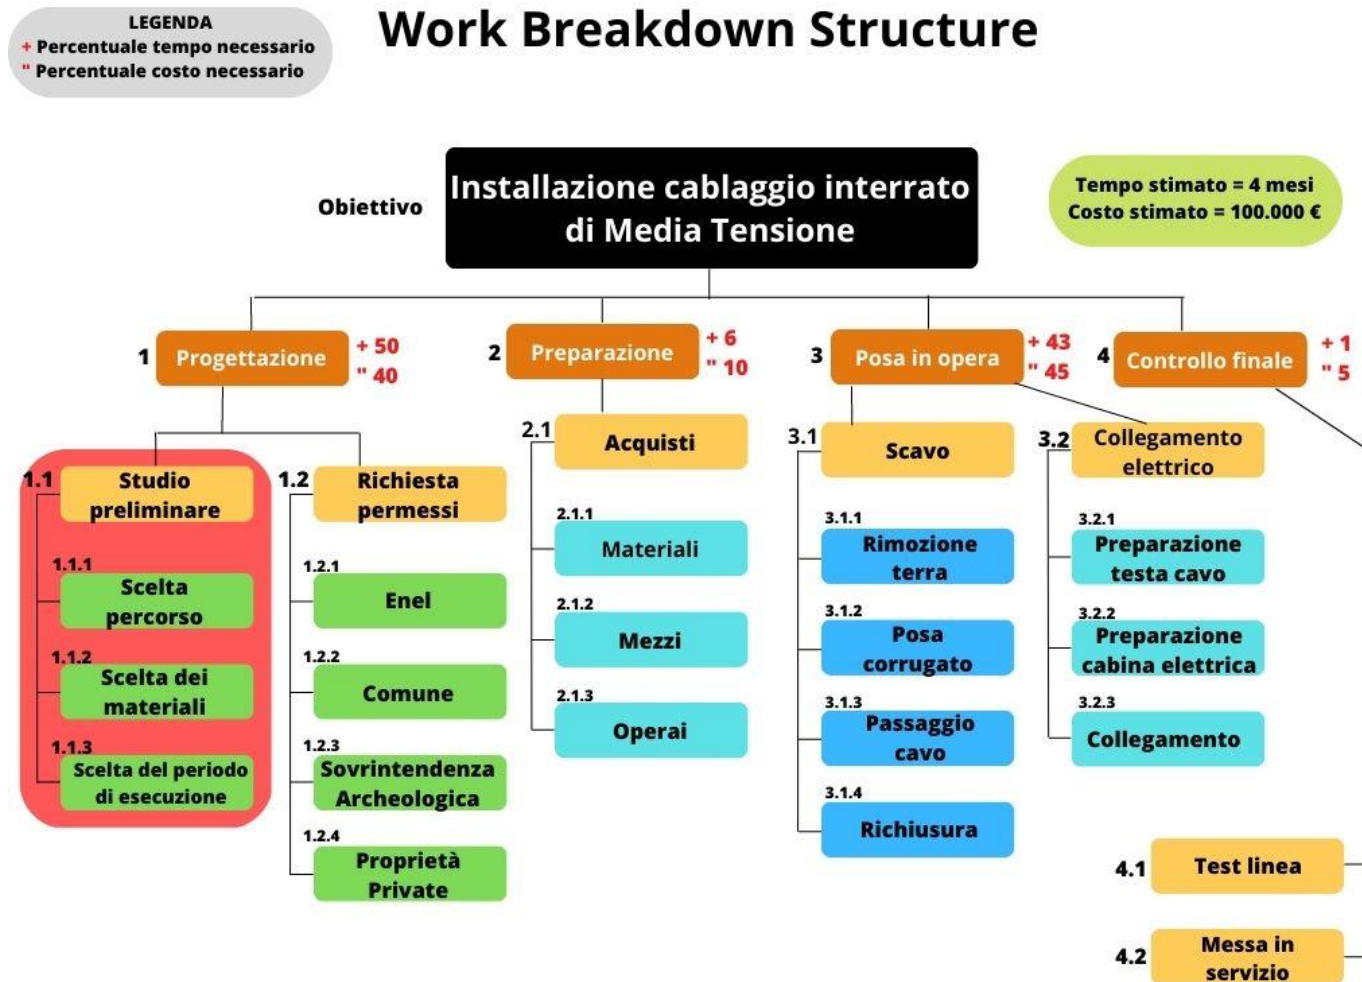 LEGENDA
+ Percentuale tempo necessario
" Percentuale costo necessario
Work Breakdown Structure
Obiettivo
Installazione cablaggio interrato
di Media Tensione
Tempo stimato = 4 mesi
Costo stimato = 100.000 €
1
Progettazione
+ 50
" 40
2
Preparazione
+ 6
" 10
3
Posa in opera
+ 43
" 45
4
Controllo finale
+ 1
" 5
1.1
Studio
preliminare
1.1.1
Scelta
percorso
1.1.2
Scelta dei
materiali
1.1.3
Scelta del periodo
di esecuzione
1.2
Richiesta
permessi
1.2.1
Enel
1.2.2
Comune
1.2.3
Sovrintendenza
Archeologica
1.2.4
Proprietà
Private
2.1
Acquisti
2.1.1
Materiali
2.1.2
Mezzi
2.1.3
Operai
3.1
Scavo
3.1.1
Rimozione
terra
3.1.2
Posa
corrugato
3.1.3
Passaggio
cavo
3.1.4
Richiusura
3.2
Collegamento
elettrico
3.2.1
Preparazione
testa cavo
3.2.2
Preparazione
cabina elettrica
3.2.3
Collegamento
4.1
Test linea
4.2
Messa in
servizio